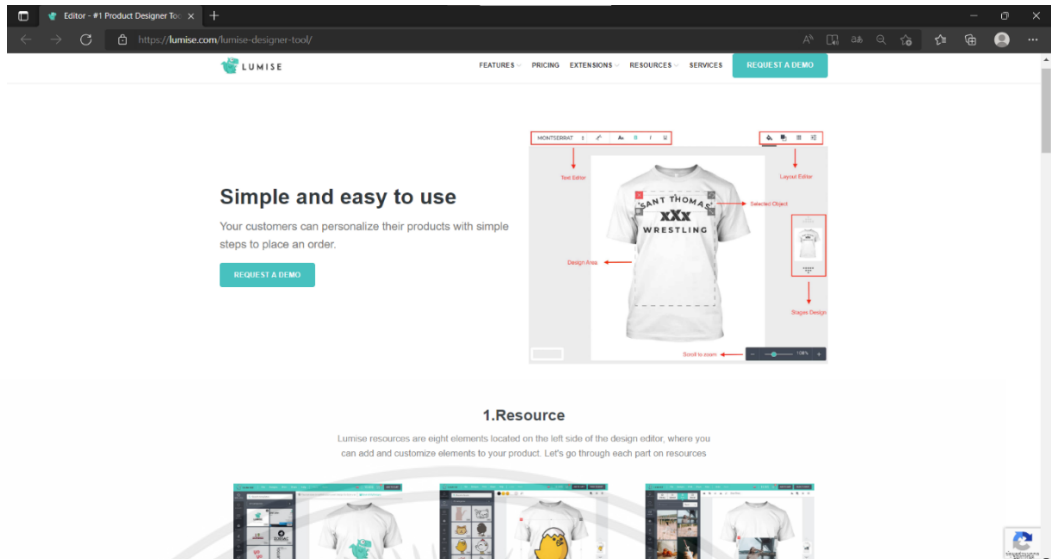 Editor - #1 Product Designer Too
https://lumise.com/lumise-designer-tool/
LUMISE
FEATURES PRICING EXTENSIONS RESOURCES SERVICES REQUEST A DEMO
MONTSERRAT
Text Editor
Layout Editor
Selected Object
SANT THOMAS
xXx
WRESTLING
Design Area
Stages Design
Scroll to zoom
100%
Simple and easy to use
Your customers can personalize their products with simple
steps to place an order.
REQUEST A DEMO
1.Resource
Lumise resources are eight elements located on the left side of the design editor, where you
can add and customize elements to your product. Let's go through each part on resources